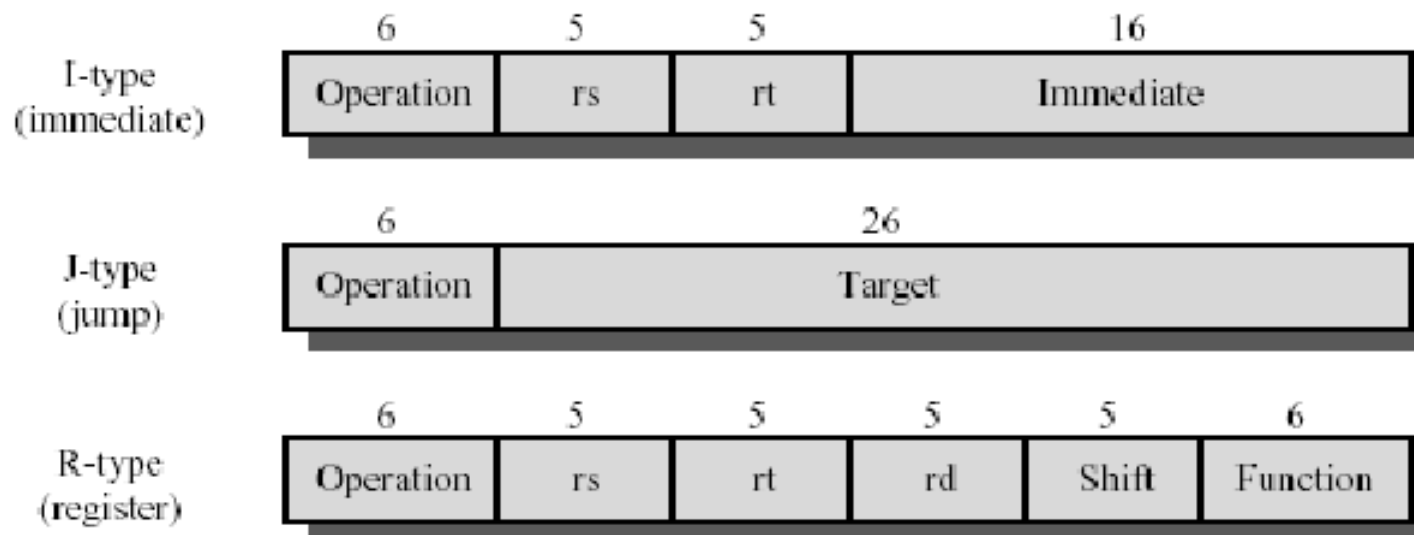 6 5 5 16
I-type
(immediate)
Operation rs rt Immediate
6 26
J-type
(jump)
Operation Target
6 5 5 5 5 6
R-type
(register)
Operation rs rt rd Shift Function